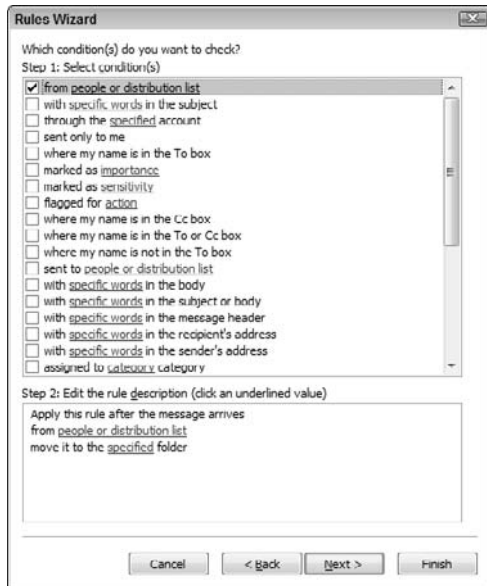 Rules Wizard
Which condition(s) do you want to check?
Step 1: Select condition(s)
from people or distribution list
with specific words in the subject
through the specified account
sent only to me
where my name is in the To box
marked as importance
marked as sensitivity
flagged for action
where my name is in the Cc box
where my name is in the To or Cc box
where my name is not in the To box
sent to people or distribution list
with specific words in the body
with specific words in the subject or body
with specific words in the message header
with specific words in the recipient's address
with specific words in the sender's address
assigned to category category
Step 2: Edit the rule description (click an underlined value)
Apply this rule after the message arrives
from people or distribution list
move it to the specified folder
Cancel < Back Next > Finish